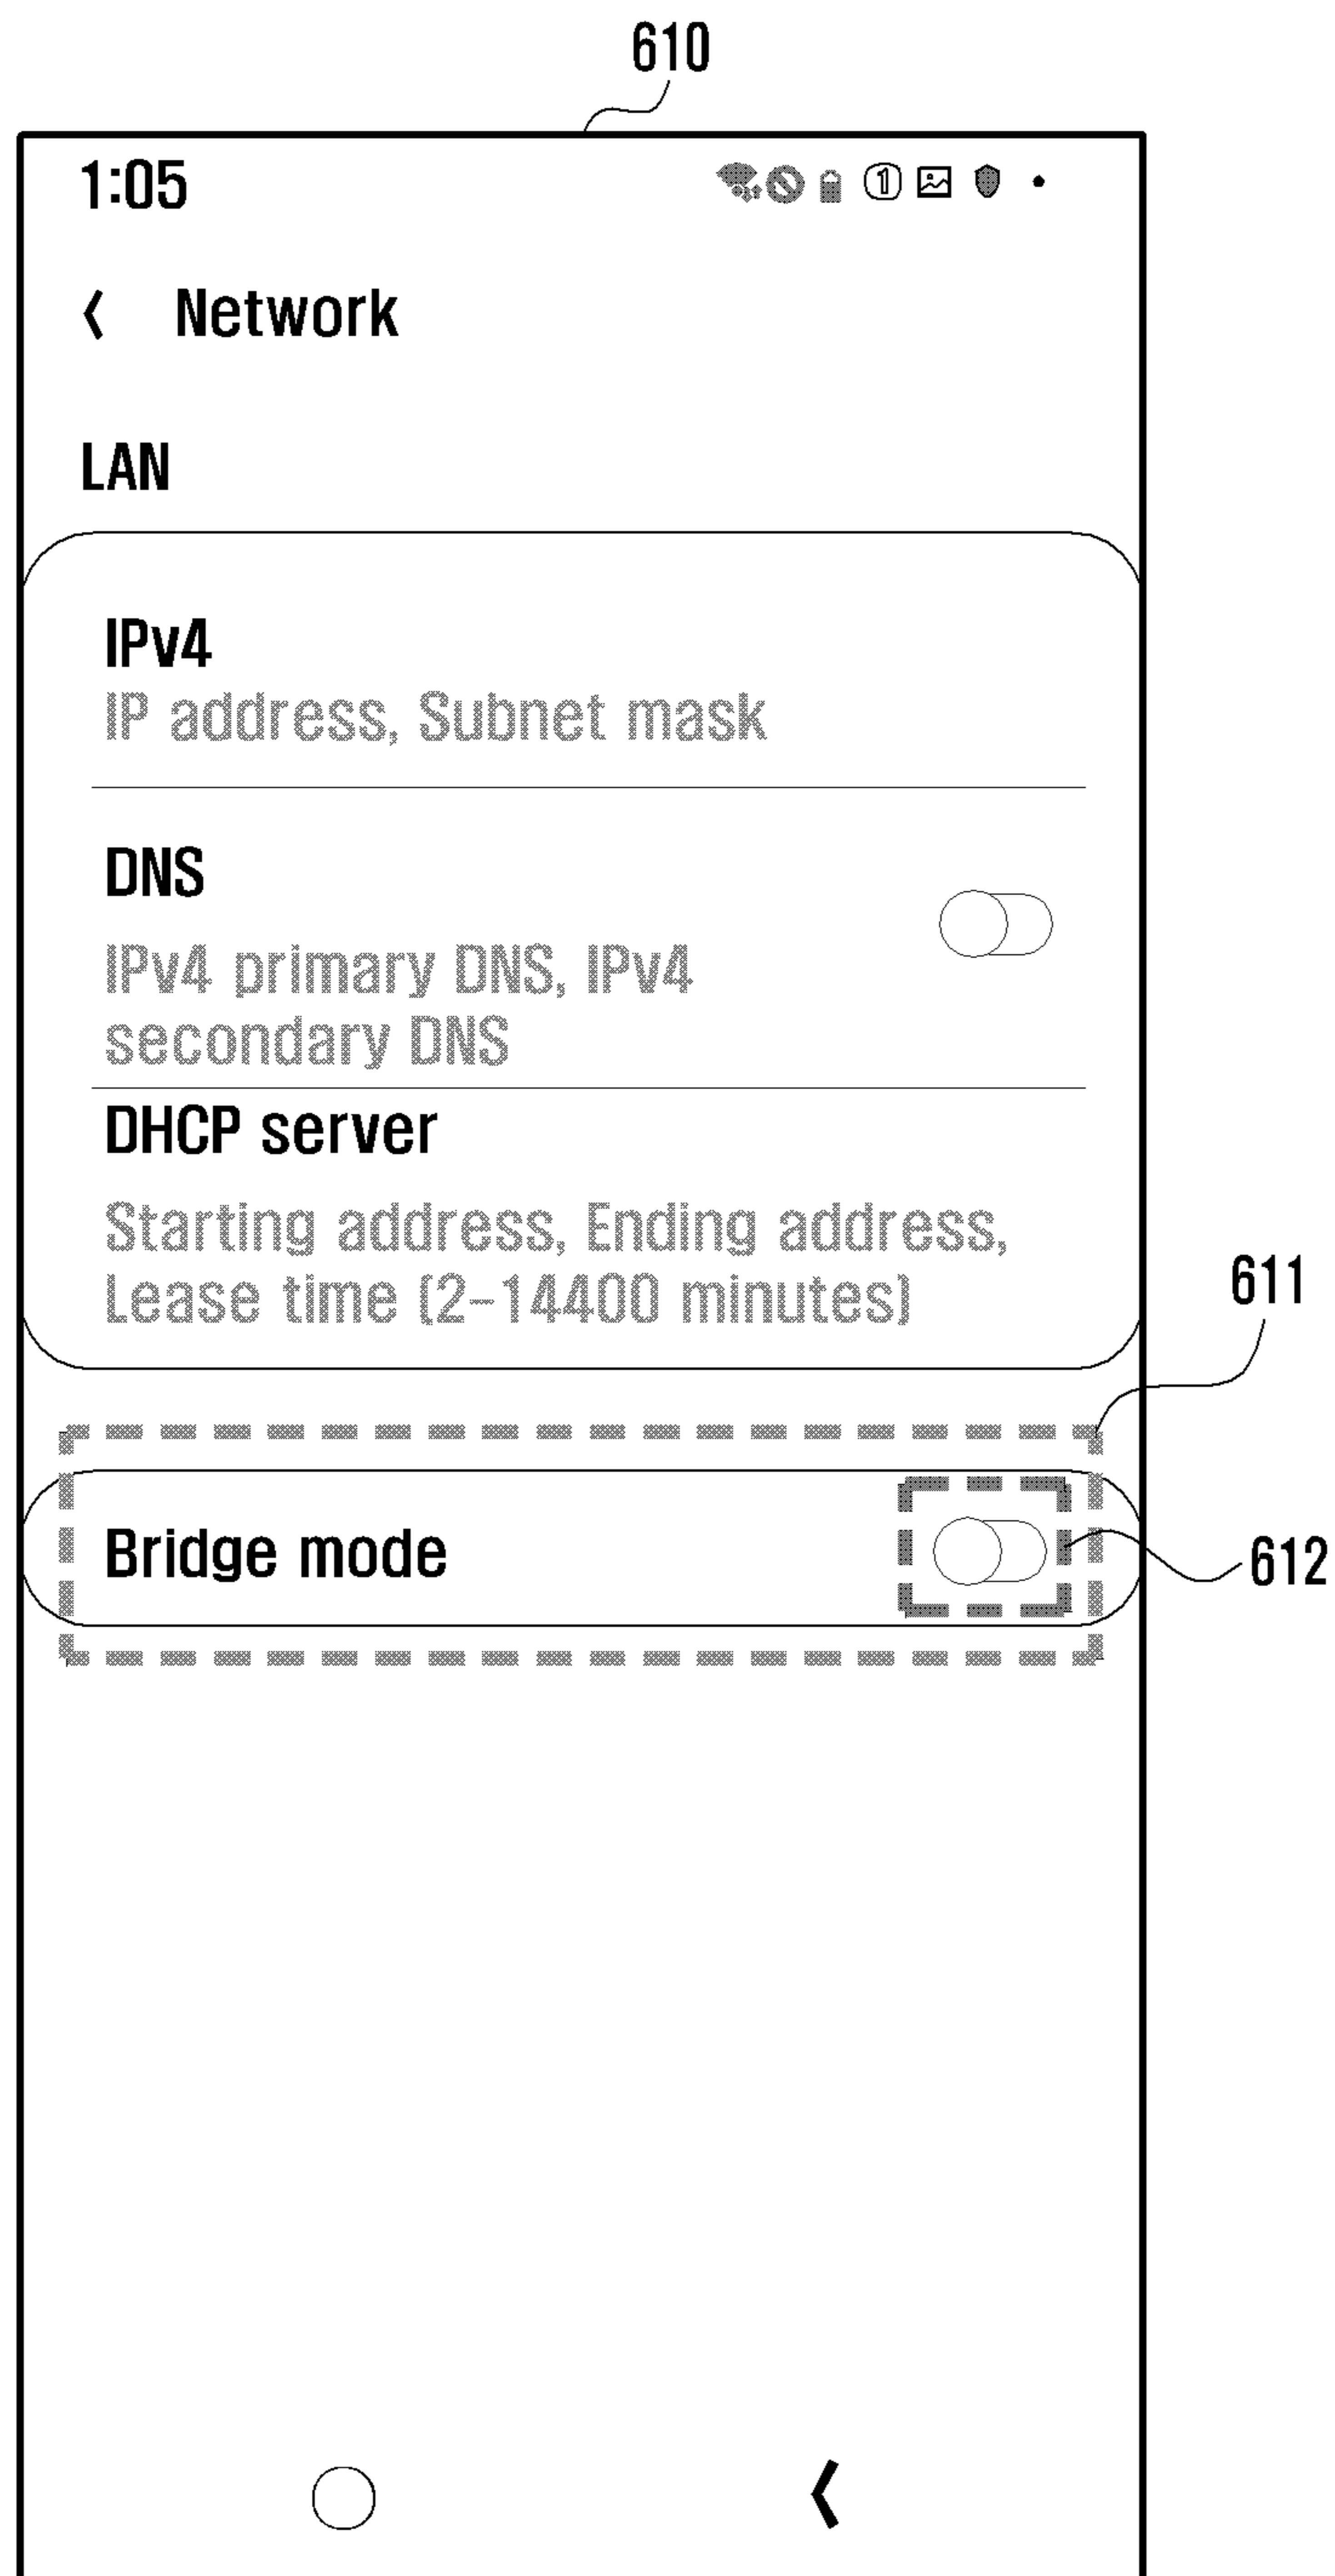 610
1:05
1
Network
LAN
IPv4
IP address, Subnet mask
DNS
IPv4 primary DNS, IPv4
secondary DNS
DHCP server
Starting address, Ending address,
Lease time (2-14400 minutes)
611
Bridge mode
612